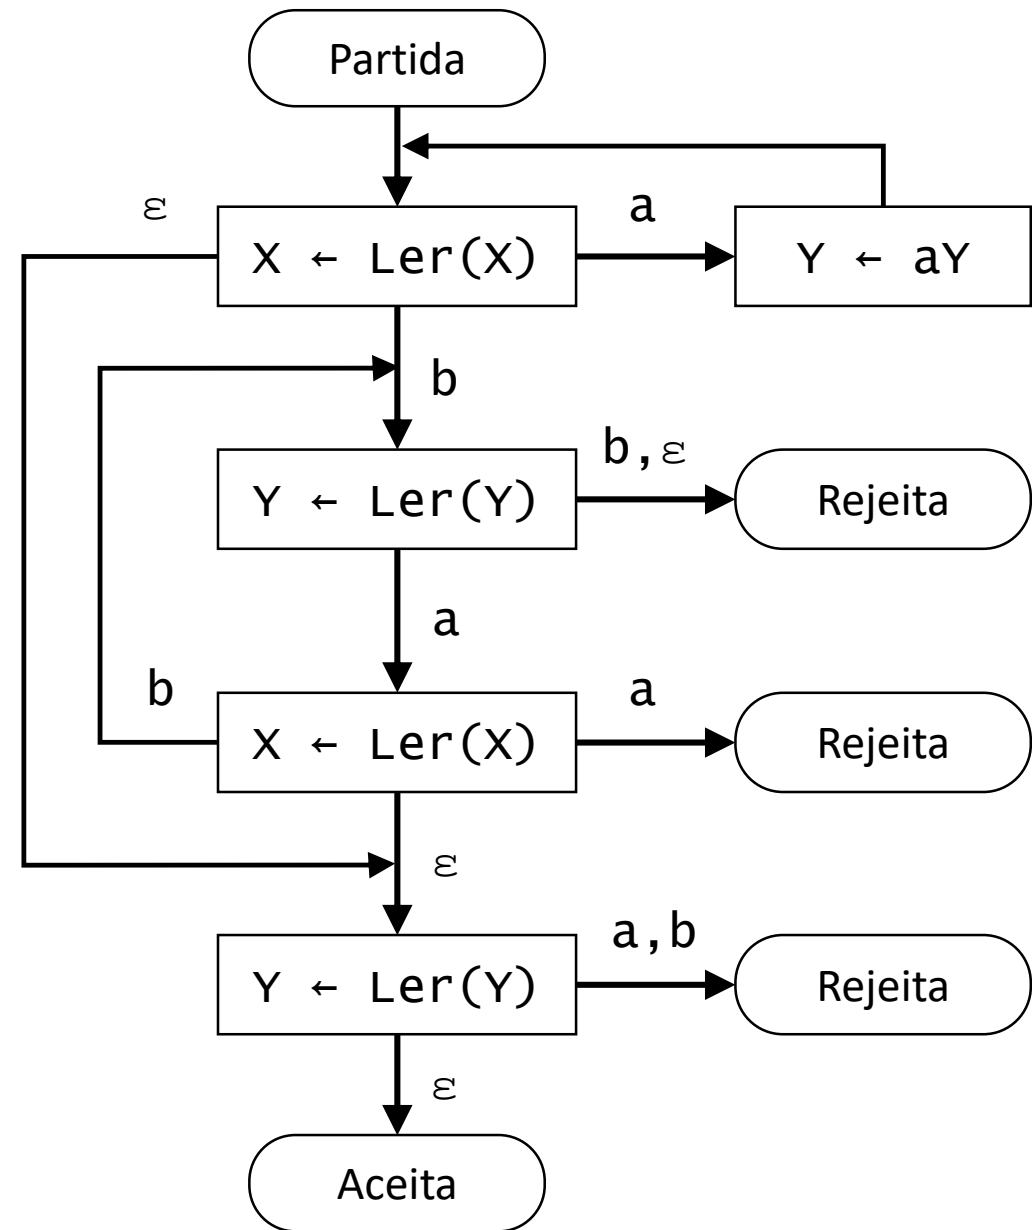 Partida
ε
X ← Ler(X)
a
Y ← aY
b
Y ← Ler(Y)
b,ε
Rejeita
a
b
X ← Ler(X)
a
Rejeita
ε
Y ← Ler(Y)
a,b
Rejeita
ε
Aceita